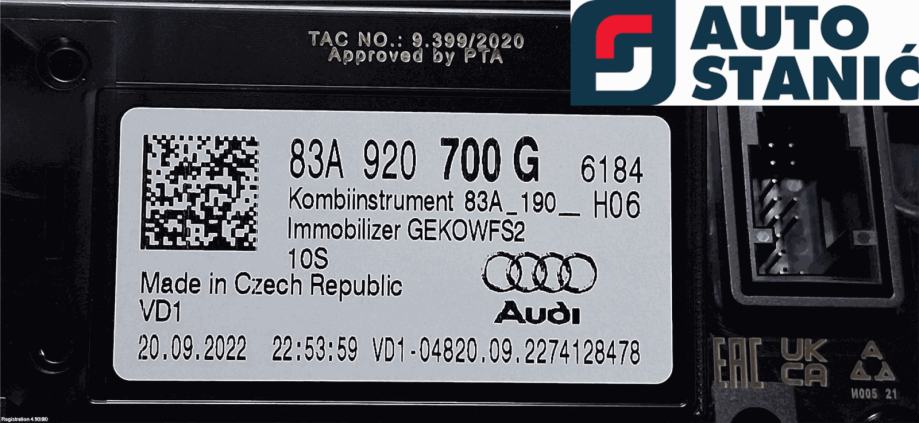 TAC NO.: 9.399/2020
Approved by PTA
AUTO
STANIĆ
83A 920 700 G 6184
Kombiinstrument 83A_190__ H06
Immobilizer GEKOWFS2
10S
Made in Czech Republic
VD1
Audi
20.09.2022 22:53:59 VD1-04820.09.2274128478
EAC UK
CA
И005 21